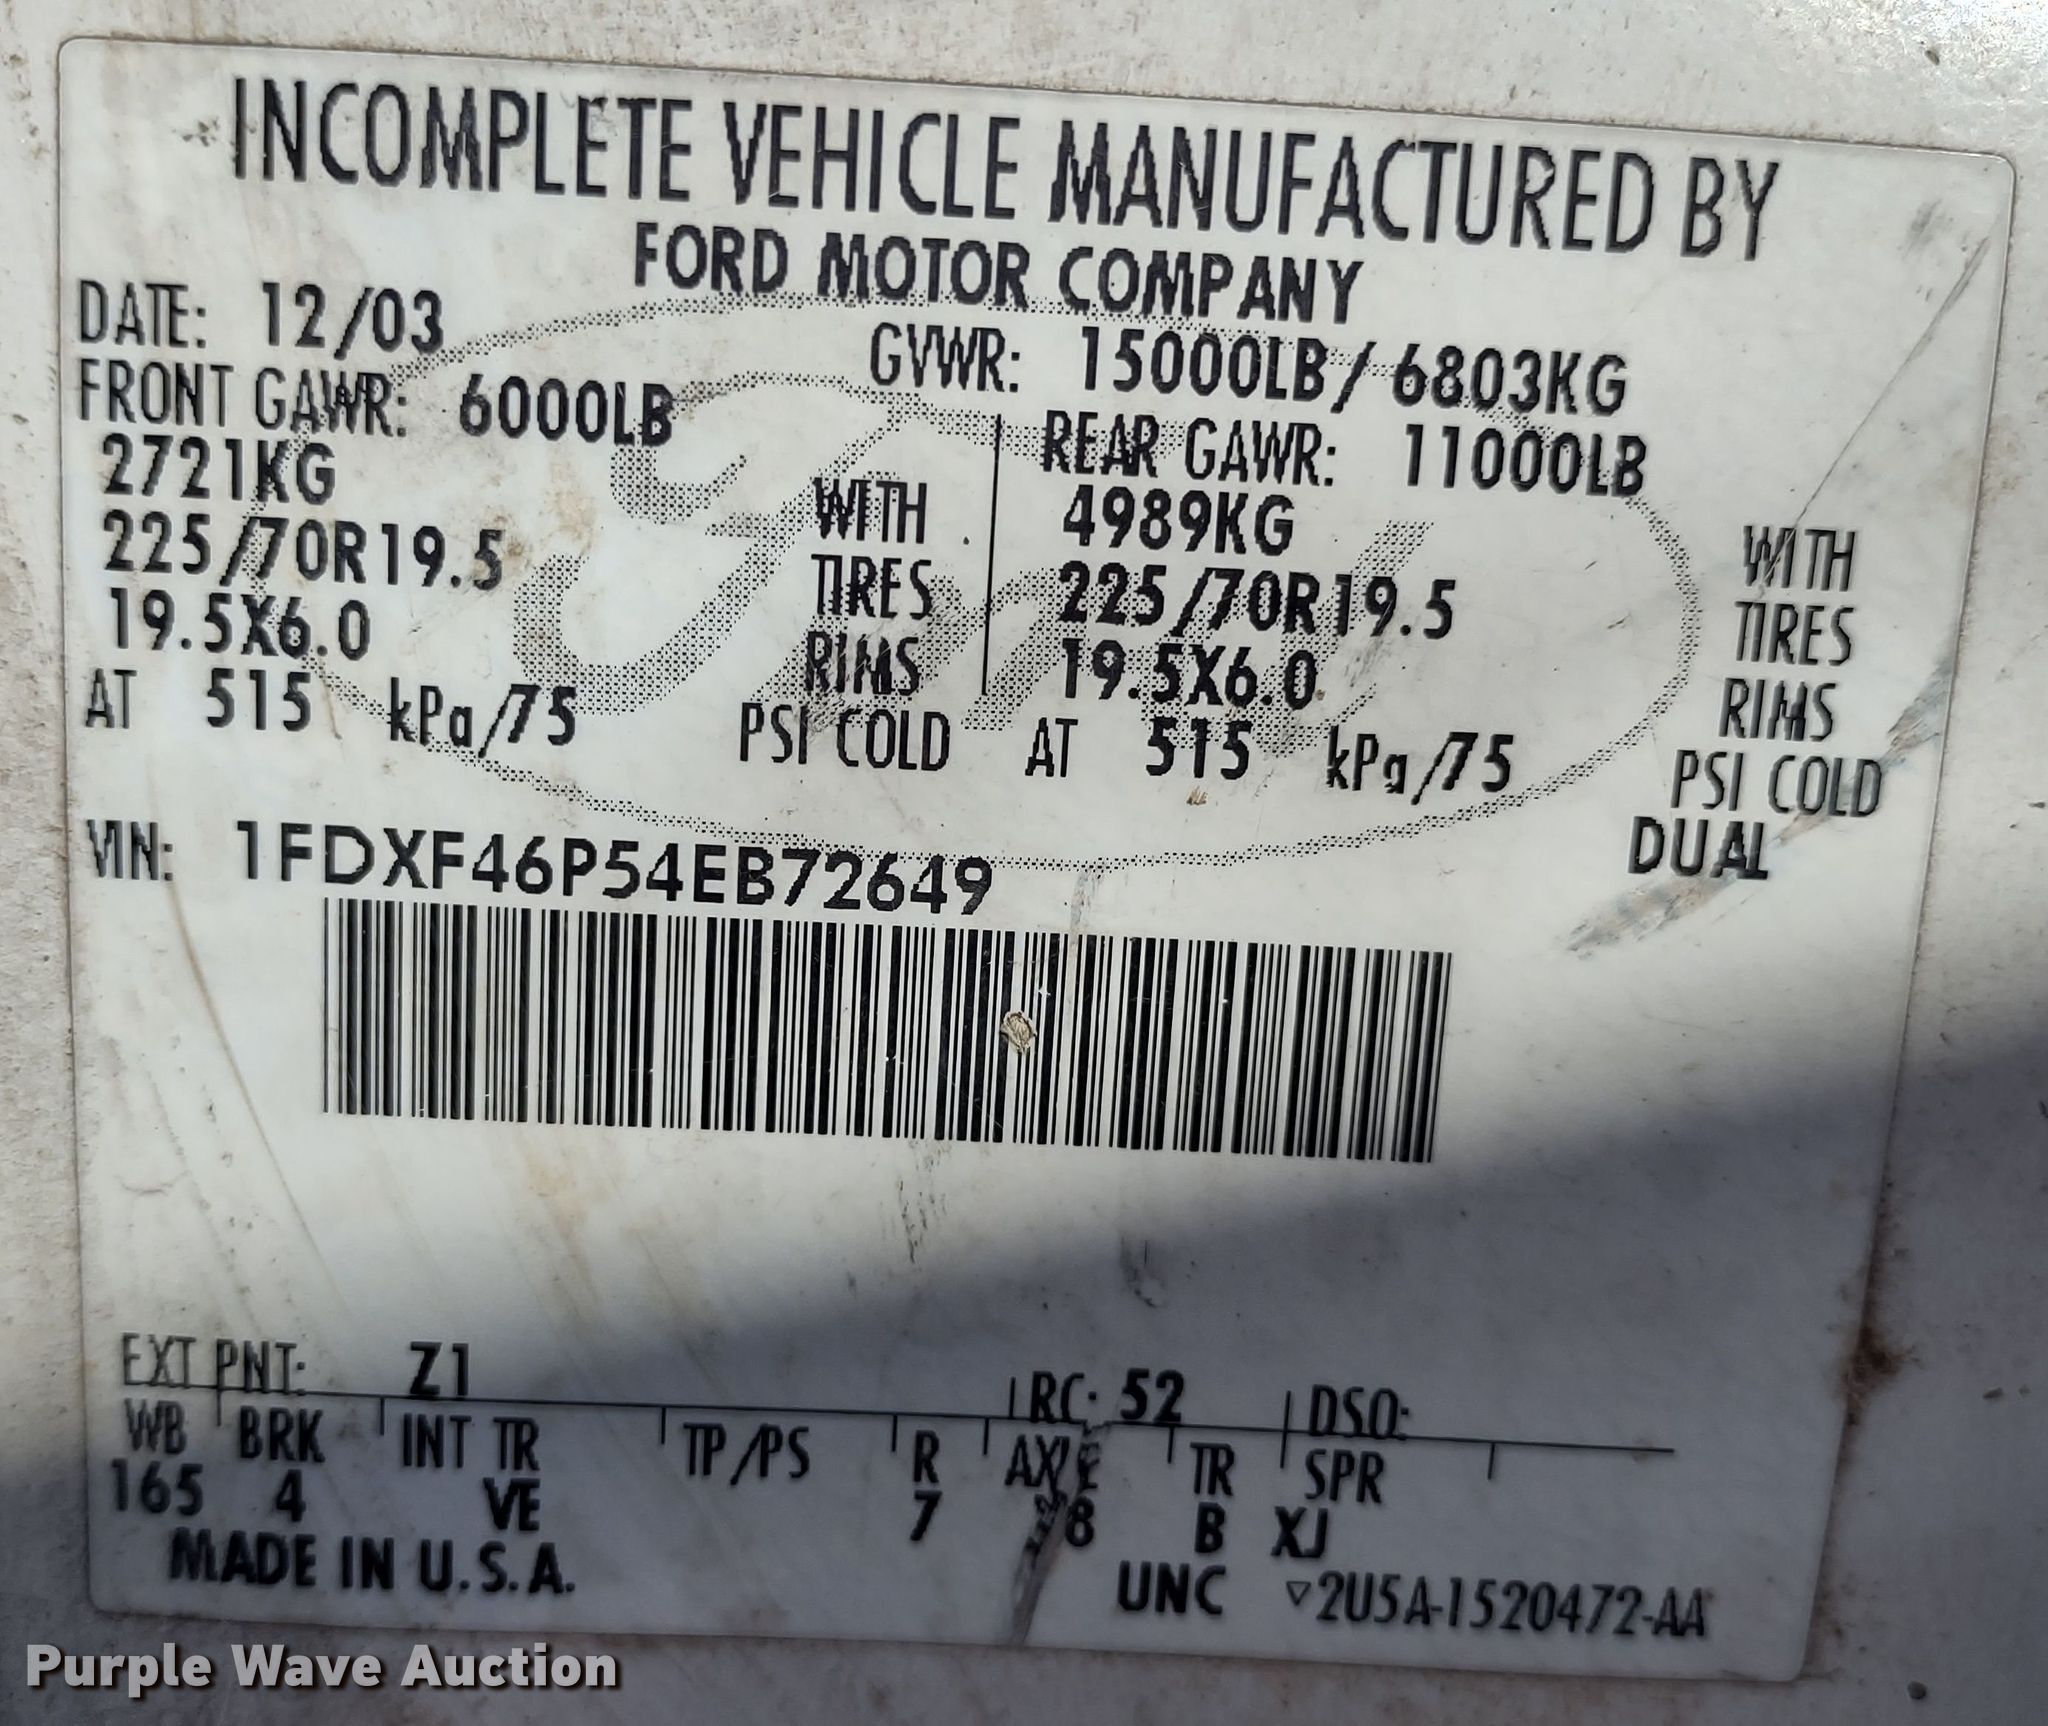 INCOMPLETE VEHICLE MANUFACTURED BY
FORD MOTOR COMPANY
DATE: 12/03
GVWR: 15000LB/ 6803KG
FRONT GAWR: 6000LB
2721KG WITH
225/70R19.5 TIRES
19.5X6.0 RIMS
AT 515 kPa/75 PSI COLD
REAR GAWR: 11000LB
4989KG WITH
225/70R19.5 TIRES
19.5X6.0 RIMS
AT 515 kPa/75 PSI COLD
DUAL
VIN: 1FDXF46P54EB72649
EXT PNT: Z1 RC: 52 DSO:
WB BRK INT TR TP/PS R AXLE TR SPR
165 4 VE 7 8 B XJ
MADE IN U.S.A.
UNC ▽2U5A-1520472-AA
Purple Wave Auction